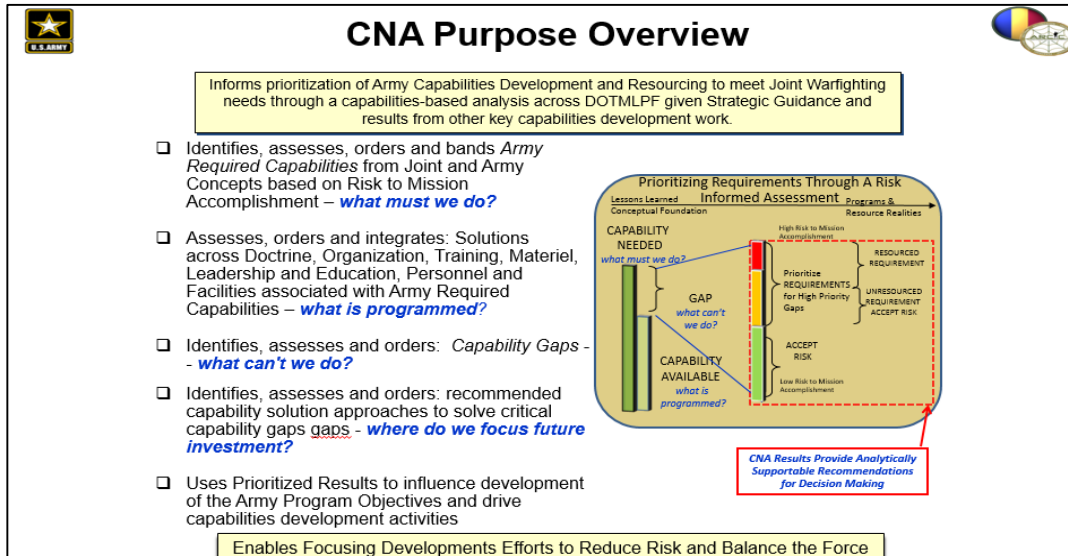 U.S.ARMY
CNA Purpose Overview
ARCIC
Informs prioritization of Army Capabilities Development and Resourcing to meet Joint Warfighting
needs through a capabilities-based analysis across DOTMLPF given Strategic Guidance and
results from other key capabilities development work.
❑ Identifies, assesses, orders and bands Army
Required Capabilities from Joint and Army
Concepts based on Risk to Mission
Accomplishment – what must we do?
❑ Assesses, orders and integrates: Solutions
across Doctrine, Organization, Training, Materiel,
Leadership and Education, Personnel and
Facilities associated with Army Required
Capabilities – what is programmed?
❑ Identifies, assesses and orders: Capability Gaps -
- what can't we do?
❑ Identifies, assesses and orders: recommended
capability solution approaches to solve critical
capability gaps gaps - where do we focus future
investment?
❑ Uses Prioritized Results to influence development
of the Army Program Objectives and drive
capabilities development activities
Prioritizing Requirements Through A Risk
Informed Assessment
Lessons Learned
Conceptual Foundation
Programs &
Resource Realities
CAPABILITY
NEEDED
what must we do?
GAP
what can't
we do?
CAPABILITY
AVAILABLE
what is
programmed?
High Risk to Mission
Accomplishment
Prioritize
REQUIREMENTS
for High Priority
Gaps
RESOURCED
REQUIREMENT
UNRESOURCED
REQUIREMENT
ACCEPT RISK
ACCEPT
RISK
Low Risk to Mission
Accomplishment
CNA Results Provide Analytically
Supportable Recommendations
for Decision Making
Enables Focusing Developments Efforts to Reduce Risk and Balance the Force